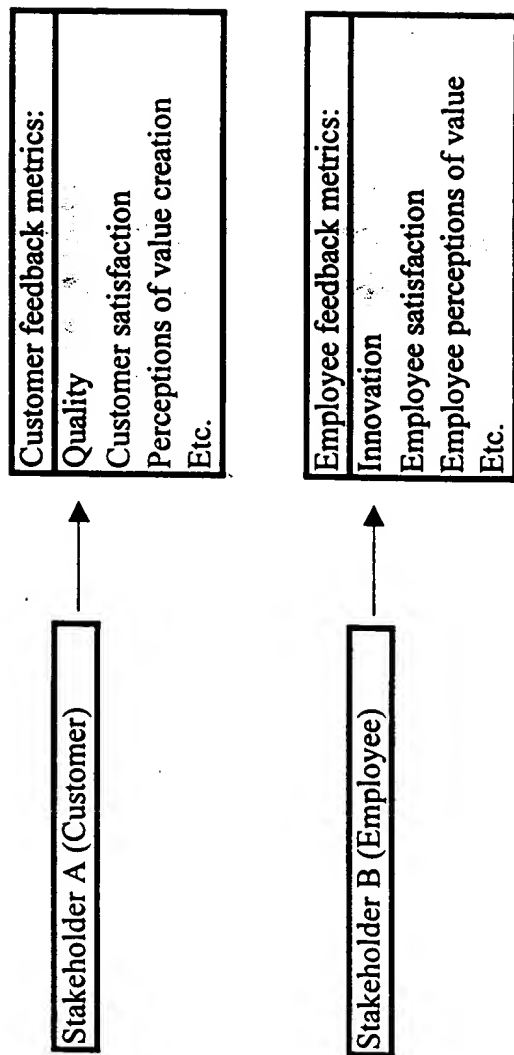 Stakeholder A (Customer)
Customer feedback metrics:
Quality
Customer satisfaction
Perceptions of value creation
Etc.
Stakeholder B (Employee)
Employee feedback metrics:
Innovation
Employee satisfaction
Employee perceptions of value
Etc.